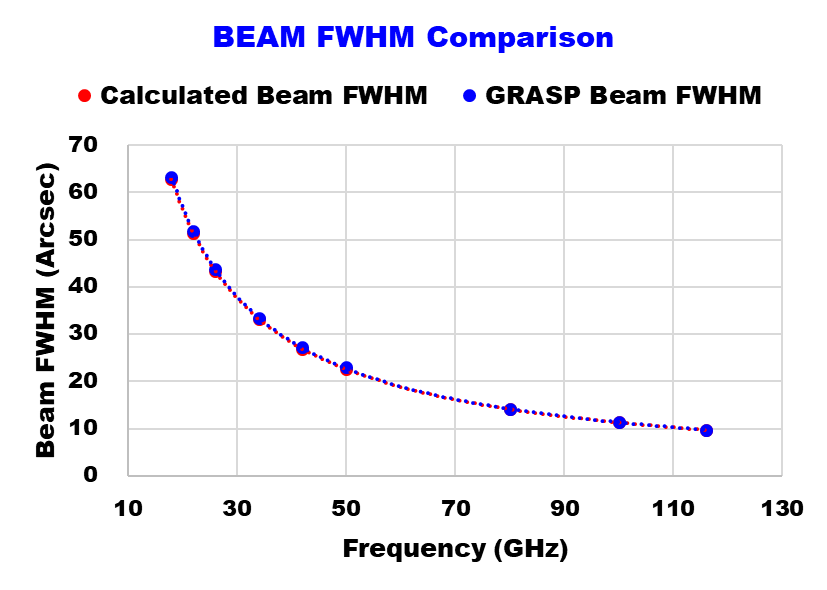 BEAM FWHM Comparison
Calculated Beam FWHM GRASP Beam FWHM
70
60
50
40
30
20
10
0
Beam FWHM (Arcsec)
10 30 50 70 90 110 130
Frequency (GHz)